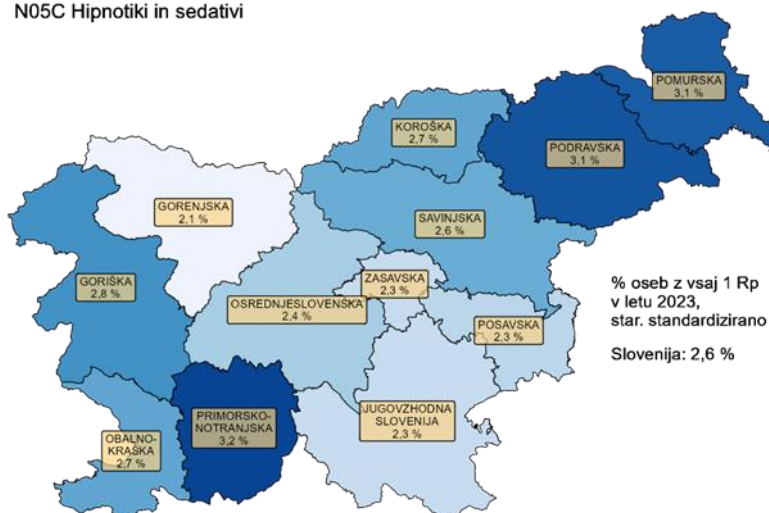 N05C Hipnotiki in sedativi
POMURSKA
3,1 %
KOROŠKA
2,7 %
PODRAVSKA
3,1 %
GORENJSKA
2,1 %
SAVINJSKA
2,6 %
ZASAVSKA
2,3 %
GORIŠKA
2,8 %
OSREDNJESLOVENSKA
2,4 %
POSAVSKA
2,3 %
% oseb z vsaj 1 Rp
v letu 2023,
star. standardizirano
Slovenija: 2,6 %
PRIMORSKO-
NOTRANJSKA
3,2 %
JUGOVZHODNA
SLOVENIJA
2,3 %
OBALNO-
KRAŠKA
2,7 %